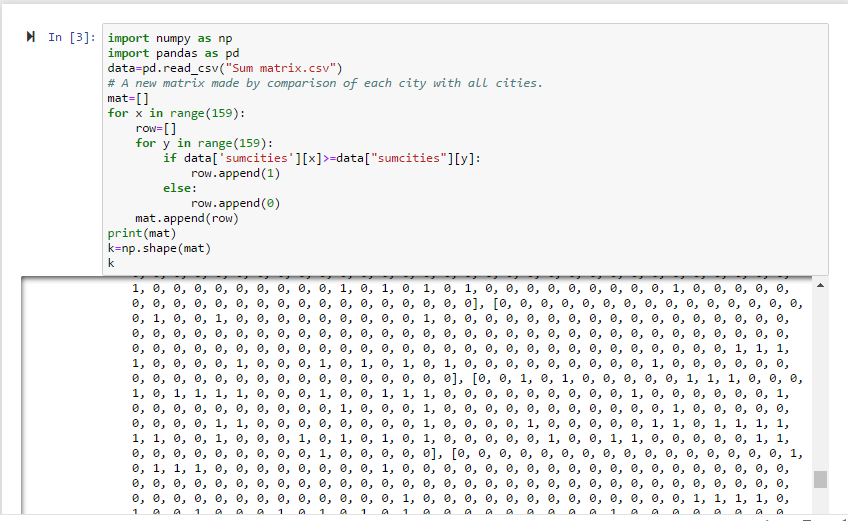 In [3]:
import numpy as np
import pandas as pd
data=pd.read_csv("Sum matrix.csv")
# A new matrix made by comparison of each city with all cities.
mat=[]
for x in range(159):
    row=[]
    for y in range(159):
        if data['sumcities'][x]>=data["sumcities"][y]:
            row.append(1)
        else:
            row.append(0)
    mat.append(row)
print(mat)
k=np.shape(mat)
k
1, 0, 0, 0, 0, 0, 0, 0, 0, 0, 1, 0, 1, 0, 1, 0, 1, 0, 0, 0, 0, 0, 0, 0, 0, 0, 1, 0, 0, 0, 0, 0,
0, 0, 0, 0, 0, 0, 0, 0, 0, 0, 0, 0, 0, 0, 0, 0, 0], [0, 0, 0, 0, 0, 0, 0, 0, 0, 0, 0, 0, 0, 0, 0,
0, 1, 0, 0, 1, 0, 0, 0, 0, 0, 0, 0, 0, 0, 1, 0, 0, 0, 0, 0, 0, 0, 0, 0, 0, 0, 0, 0, 0, 0, 0, 0,
0, 0, 0, 0, 0, 0, 0, 0, 0, 0, 0, 0, 0, 0, 0, 0, 0, 0, 0, 0, 0, 0, 0, 0, 0, 0, 0, 0, 0, 0, 0, 0,
0, 0, 0, 0, 0, 0, 0, 0, 0, 0, 0, 0, 0, 0, 0, 0, 0, 0, 0, 0, 0, 0, 0, 0, 0, 0, 0, 0, 0, 1, 1, 1,
1, 0, 0, 0, 0, 1, 0, 0, 0, 1, 0, 1, 0, 1, 0, 1, 0, 0, 0, 0, 0, 0, 0, 0, 0, 1, 0, 0, 0, 0, 0, 0,
0, 0, 0, 0, 0, 0, 0, 0, 0, 0, 0, 0, 0, 0, 0, 0], [0, 0, 1, 0, 1, 0, 0, 0, 0, 0, 1, 1, 1, 0, 0, 0,
1, 0, 1, 1, 1, 1, 0, 0, 0, 1, 0, 0, 1, 1, 1, 0, 0, 0, 0, 0, 0, 0, 0, 0, 1, 0, 0, 0, 0, 0, 0, 1,
0, 0, 0, 0, 0, 0, 0, 0, 0, 0, 1, 0, 0, 0, 1, 0, 0, 0, 0, 0, 0, 0, 0, 0, 0, 0, 1, 0, 0, 0, 0, 0,
0, 0, 0, 0, 1, 1, 0, 0, 0, 0, 0, 0, 0, 0, 1, 0, 0, 0, 0, 1, 0, 0, 0, 0, 0, 1, 1, 0, 1, 1, 1, 1,
1, 1, 0, 0, 1, 0, 0, 0, 1, 0, 1, 0, 1, 0, 1, 0, 0, 0, 0, 0, 1, 0, 0, 1, 1, 0, 0, 0, 0, 0, 1, 1,
0, 0, 0, 0, 0, 0, 0, 0, 0, 1, 0, 0, 0, 0, 0], [0, 0, 0, 0, 0, 0, 0, 0, 0, 0, 0, 0, 0, 0, 0, 0, 1,
0, 1, 1, 1, 0, 0, 0, 0, 0, 0, 0, 0, 1, 0, 0, 0, 0, 0, 0, 0, 0, 0, 0, 0, 0, 0, 0, 0, 0, 0, 0,
0, 0, 0, 0, 0, 0, 0, 0, 0, 0, 0, 0, 0, 0, 0, 0, 0, 0, 0, 0, 0, 0, 0, 0, 0, 0, 0, 0, 0, 0, 0, 0,
0, 0, 0, 0, 0, 0, 0, 0, 0, 0, 0, 0, 0, 1, 0, 0, 0, 0, 0, 0, 0, 0, 0, 0, 0, 0, 0, 1, 1, 1, 1, 0,